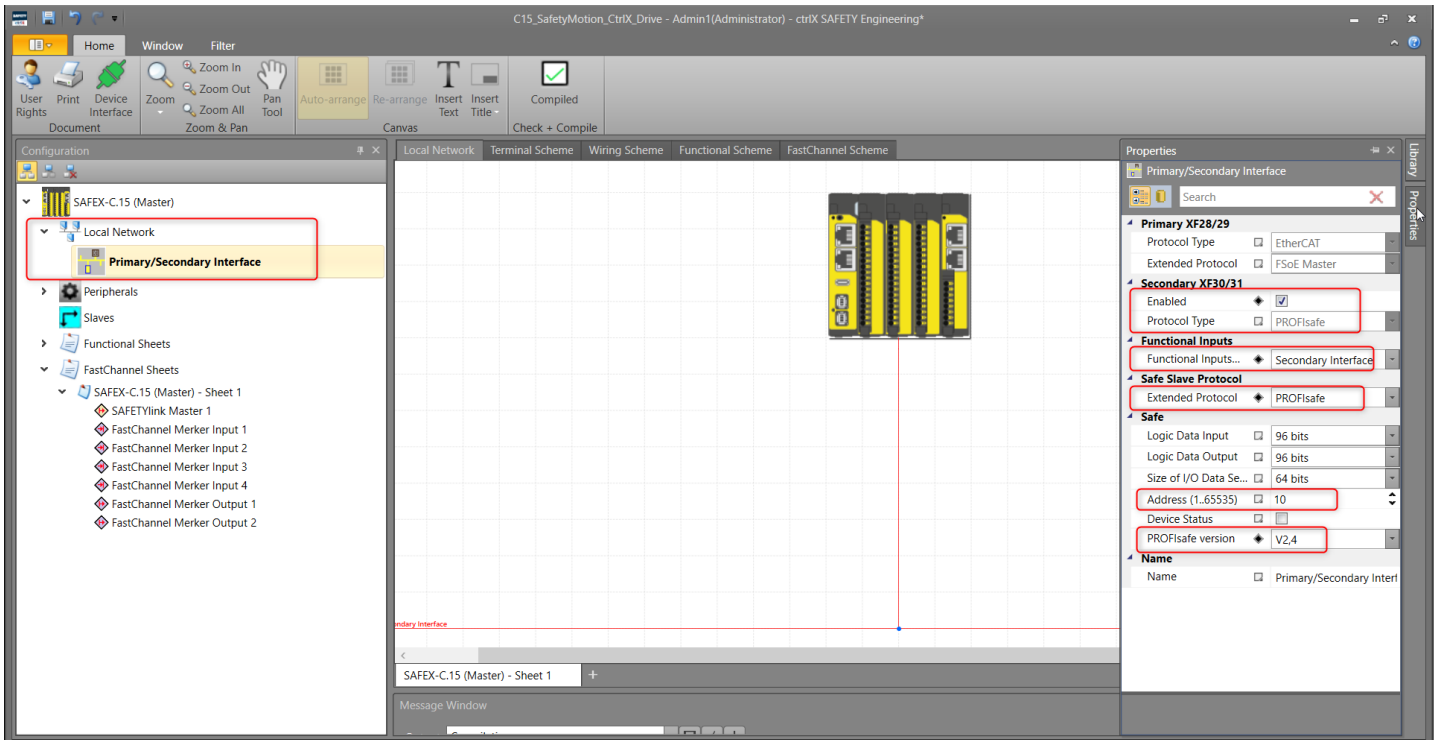 C15_SafetyMotion_CtrlX_Drive - Admin1(Administrator) - ctrlX SAFETY Engineering*
Home Window Filter
User Rights
Print
Device Interface
Zoom
Zoom In
Zoom Out
Zoom All
Pan Tool
Auto-arrange
Re-arrange
Insert Text
Insert Title
Compiled
Document
Zoom & Pan
Canvas
Check + Compile
Configuration
SAFEX-C.15 (Master)
Local Network
Primary/Secondary Interface
Peripherals
Slaves
Functional Sheets
FastChannel Sheets
SAFEX-C.15 (Master) - Sheet 1
SAFETYlink Master 1
FastChannel Merker Input 1
FastChannel Merker Input 2
FastChannel Merker Input 3
FastChannel Merker Input 4
FastChannel Merker Output 1
FastChannel Merker Output 2
Local Network Terminal Scheme Wiring Scheme Functional Scheme FastChannel Scheme
ondary Interface
SAFEX-C.15 (Master) - Sheet 1 +
Message Window
Properties
Primary/Secondary Interface
Search
Primary XF28/29
Protocol Type EtherCAT
Extended Protocol FSoE Master
Secondary XF30/31
Enabled
Protocol Type PROFIsafe
Functional Inputs
Functional Inputs... Secondary Interface
Safe Slave Protocol
Extended Protocol PROFIsafe
Safe
Logic Data Input 96 bits
Logic Data Output 96 bits
Size of I/O Data Se... 64 bits
Address (1..65535) 10
Device Status
PROFIsafe version V2,4
Name
Name Primary/Secondary Interf
Library
Properties